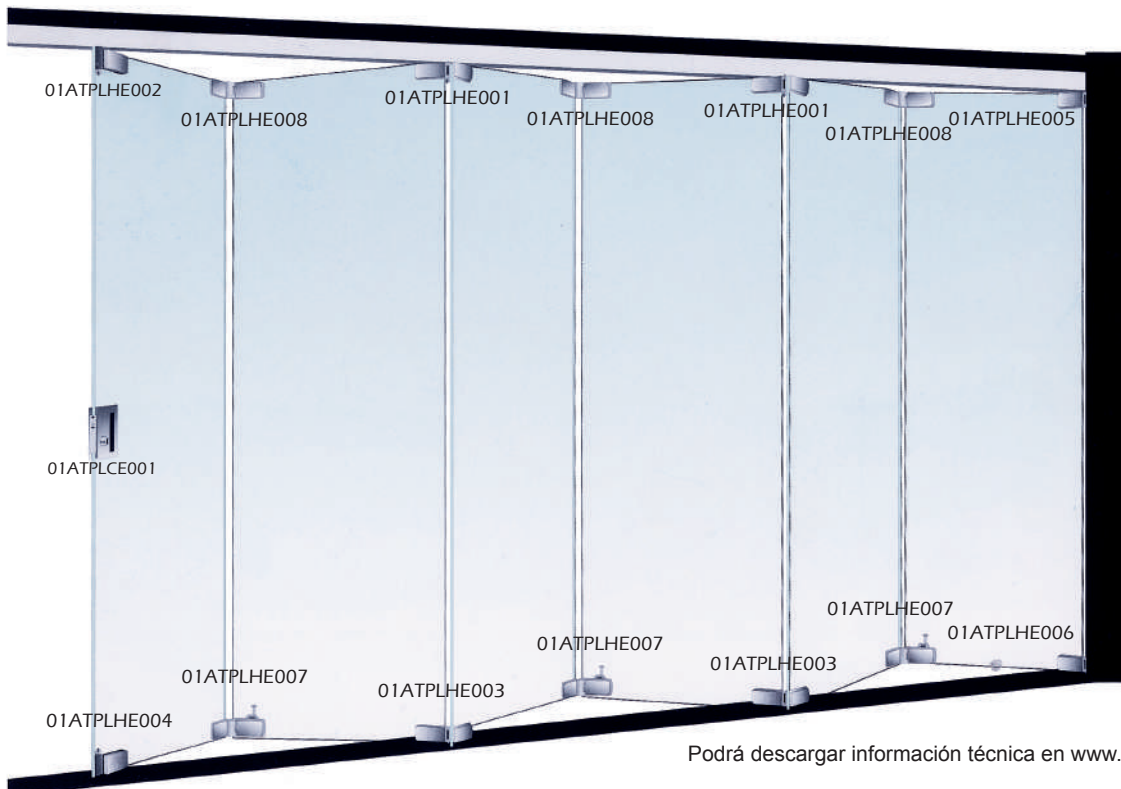 01ATPLHE002
01ATPLHE008
01ATPLHE001
01ATPLHE008
01ATPLHE001
01ATPLHE008
01ATPLHE005
01ATPLCE001
01ATPLHE004
01ATPLHE007
01ATPLHE003
01ATPLHE007
01ATPLHE003
01ATPLHE007
01ATPLHE006
Podrá descargar información técnica en www.